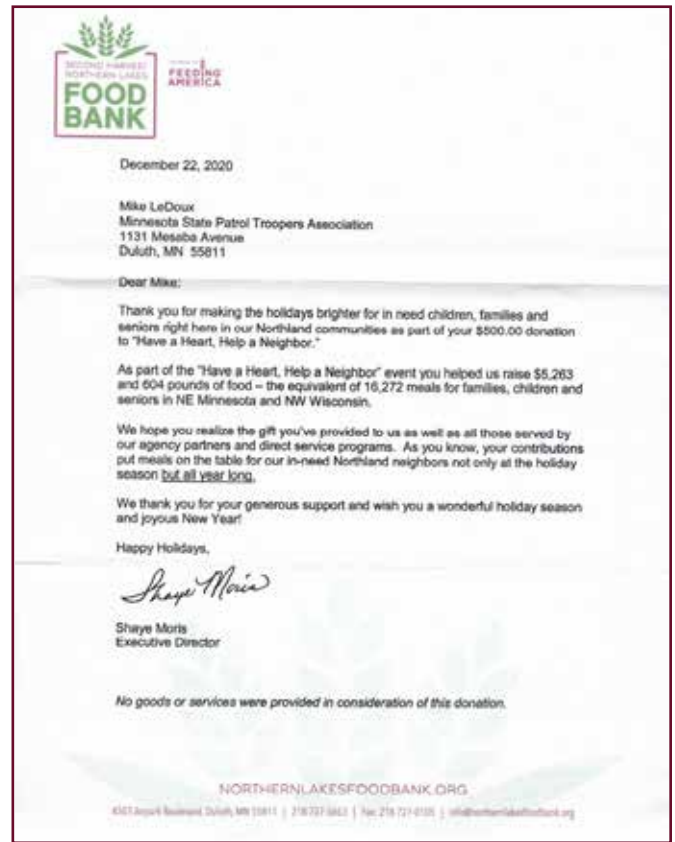 SECOND HARVEST
NORTHERN LAKES
FOOD
BANK
FEEDING
AMERICA
December 22, 2020
Mike LeDoux
Minnesota State Patrol Troopers Association
1131 Mesaba Avenue
Duluth, MN 55811
Dear Mike:
Thank you for making the holidays brighter for in need children, families and
seniors right here in our Northland communities as part of your $500.00 donation
to "Have a Heart, Help a Neighbor."
As part of the "Have a Heart, Help a Neighbor" event you helped us raise $5,263
and 604 pounds of food – the equivalent of 16,272 meals for families, children and
seniors in NE Minnesota and NW Wisconsin.
We hope you realize the gift you've provided to us as well as all those served by
our agency partners and direct service programs. As you know, your contributions
put meals on the table for our in-need Northland neighbors not only at the holiday
season but all year long.
We thank you for your generous support and wish you a wonderful holiday season
and joyous New Year!
Happy Holidays,
Shaye Moris
Shaye Moris
Executive Director
No goods or services were provided in consideration of this donation.
NORTHERNLAKESFOODBANK.ORG
Duluth, MN 55811